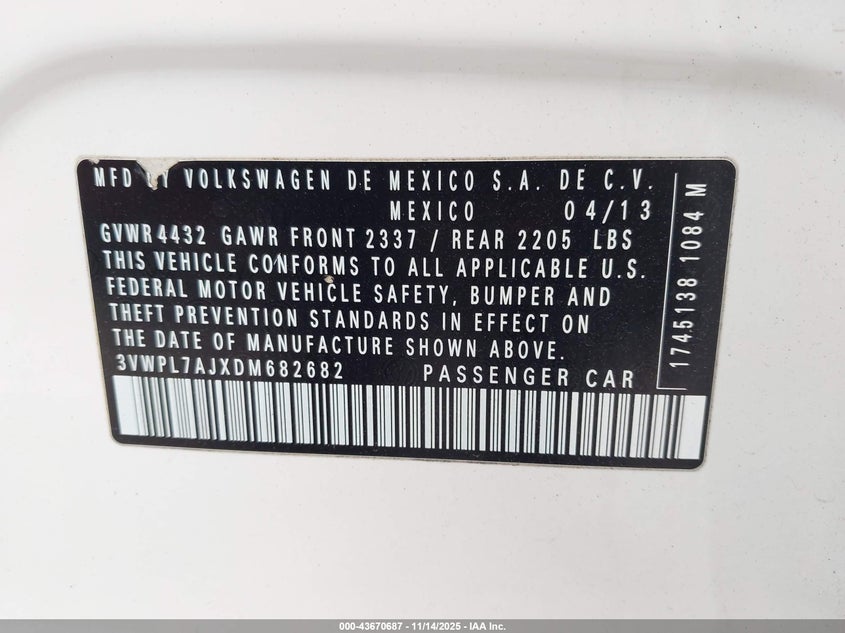 MFD BY VOLKSWAGEN DE MEXICO S.A. DE C.V.
MEXICO 04/13
GVWR 4432 GAWR FRONT 2337 / REAR 2205 LBS
THIS VEHICLE CONFORMS TO ALL APPLICABLE U.S.
FEDERAL MOTOR VEHICLE SAFETY, BUMPER AND
THEFT PREVENTION STANDARDS IN EFFECT ON
THE DATE OF MANUFACTURE SHOWN ABOVE.
3VWPL7AJXDM682682 PASSENGER CAR
1745138 1084 M
000-43670687 - 11/14/2025 - IAA Inc.